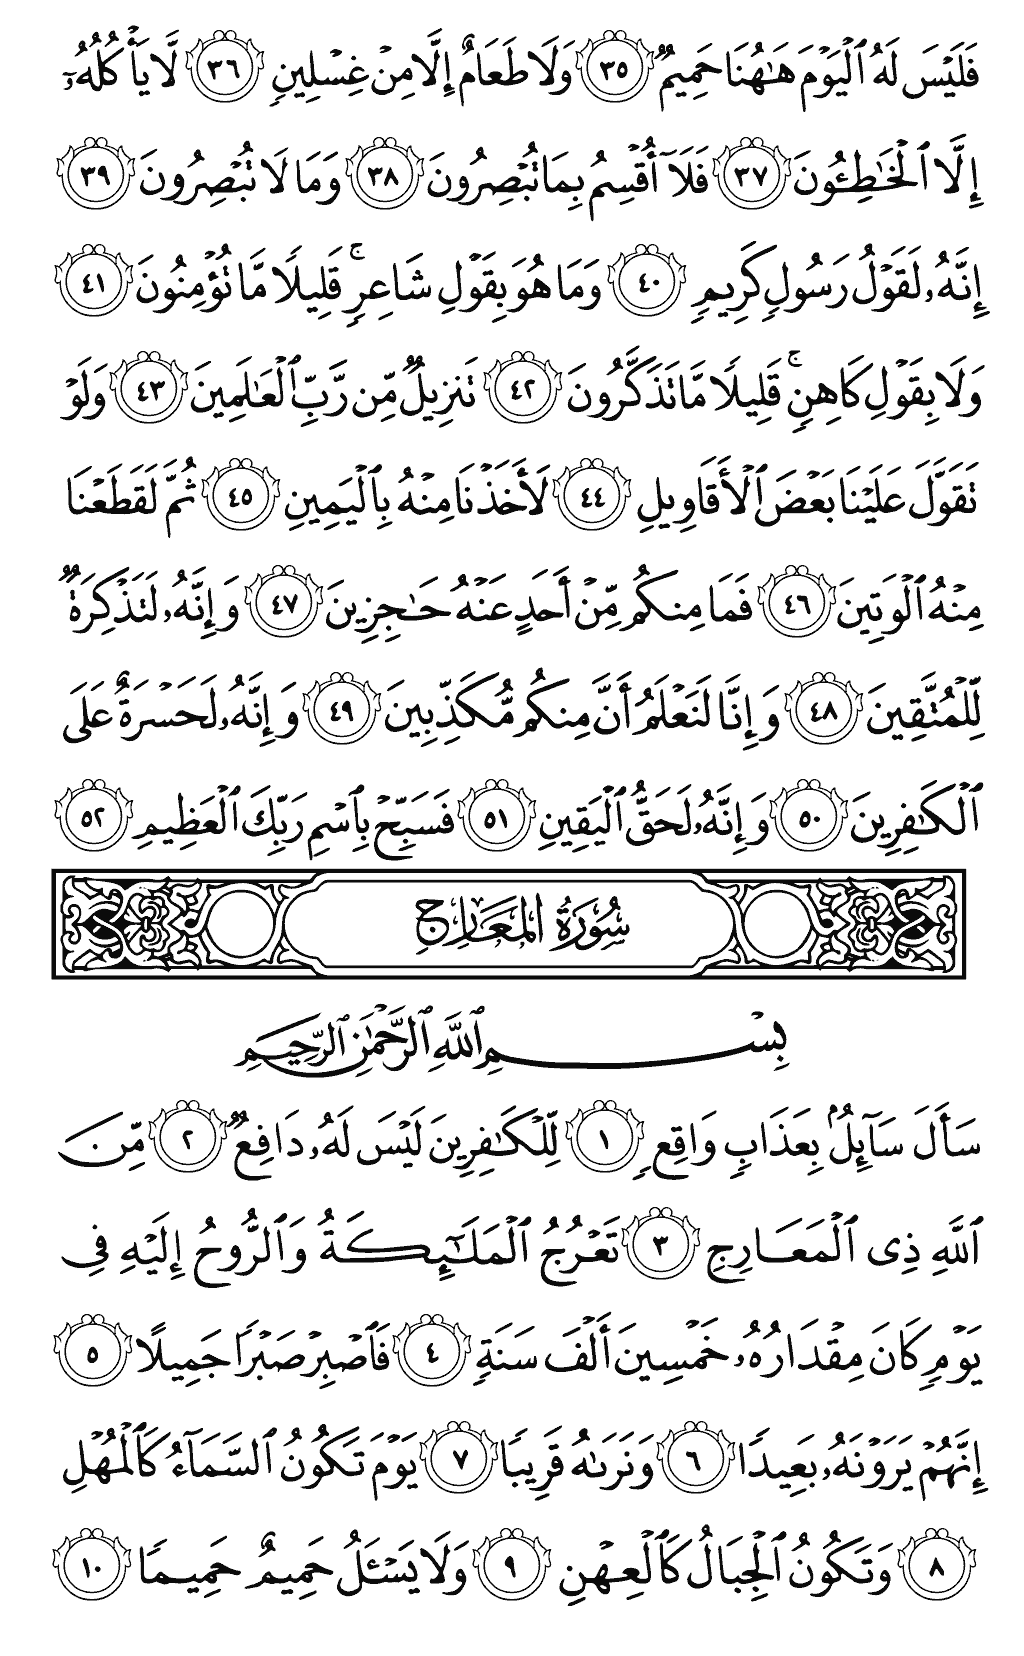 فَلَيْسَ لَهُ ٱلْيَوْمَ هَـٰهُنَا حَمِيمٌ ٣٥ وَلَا طَعَامٌ إِلَّا مِنْ غِسْلِينٍ ٣٦ لَّا يَأْكُلُهُۥٓ
إِلَّا ٱلْخَـٰطِـُٔونَ ٣٧ فَلَآ أُقْسِمُ بِمَا تُبْصِرُونَ ٣٨ وَمَا لَا تُبْصِرُونَ ٣٩
إِنَّهُۥ لَقَوْلُ رَسُولٍ كَرِيمٍ ٤٠ وَمَا هُوَ بِقَوْلِ شَاعِرٍ ۚ قَلِيلًا مَّا تُؤْمِنُونَ ٤١
وَلَا بِقَوْلِ كَاهِنٍ ۚ قَلِيلًا مَّا تَذَكَّرُونَ ٤٢ تَنزِيلٌ مِّن رَّبِّ ٱلْعَـٰلَمِينَ ٤٣ وَلَوْ
تَقَوَّلَ عَلَيْنَا بَعْضَ ٱلْأَقَاوِيلِ ٤٤ لَأَخَذْنَا مِنْهُ بِٱلْيَمِينِ ٤٥ ثُمَّ لَقَطَعْنَا
مِنْهُ ٱلْوَتِينَ ٤٦ فَمَا مِنكُم مِّنْ أَحَدٍ عَنْهُ حَـٰجِزِينَ ٤٧ وَإِنَّهُۥ لَتَذْكِرَةٌ
لِّلْمُتَّقِينَ ٤٨ وَإِنَّا لَنَعْلَمُ أَنَّ مِنكُم مُّكَذِّبِينَ ٤٩ وَإِنَّهُۥ لَحَسْرَةٌ عَلَى
ٱلْكَـٰفِرِينَ ٥٠ وَإِنَّهُۥ لَحَقُّ ٱلْيَقِينِ ٥١ فَسَبِّحْ بِٱسْمِ رَبِّكَ ٱلْعَظِيمِ ٥٢
سُورَةُ المَعَارِجِ
بِسْمِ ٱللَّهِ ٱلرَّحْمَـٰنِ ٱلرَّحِيمِ
سَأَلَ سَآئِلٌۢ بِعَذَابٍ وَاقِعٍ ١ لِّلْكَـٰفِرِينَ لَيْسَ لَهُۥ دَافِعٌ ٢ مِّنَ
ٱللَّهِ ذِى ٱلْمَعَارِجِ ٣ تَعْرُجُ ٱلْمَلَـٰٓئِكَةُ وَٱلرُّوحُ إِلَيْهِ فِى
يَوْمٍ كَانَ مِقْدَارُهُۥ خَمْسِينَ أَلْفَ سَنَةٍ ٤ فَٱصْبِرْ صَبْرًا جَمِيلًا ٥
إِنَّهُمْ يَرَوْنَهُۥ بَعِيدًا ٦ وَنَرَىٰهُ قَرِيبًا ٧ يَوْمَ تَكُونُ ٱلسَّمَآءُ كَٱلْمُهْلِ
٨ وَتَكُونُ ٱلْجِبَالُ كَٱلْعِهْنِ ٩ وَلَا يَسْـَٔلُ حَمِيمٌ حَمِيمًا ١٠